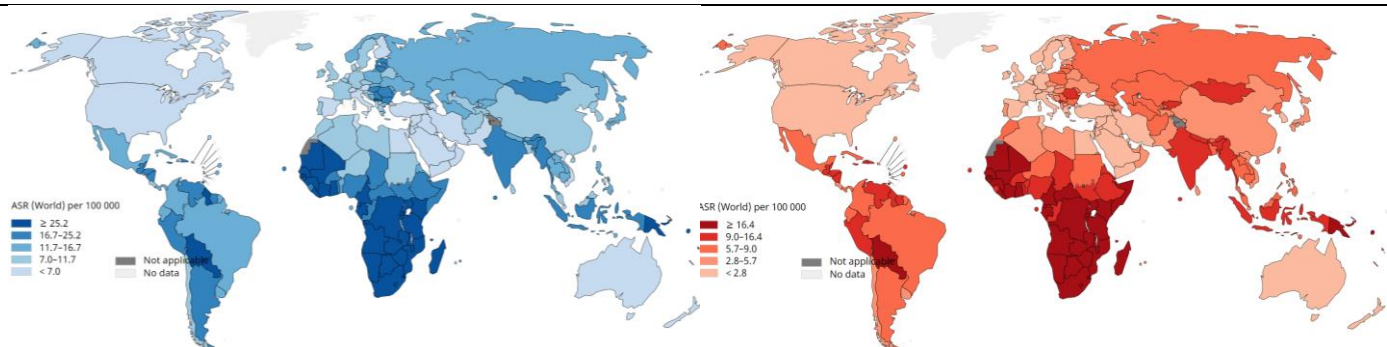 ASR (World) per 100 000
≥ 25.2
16.7–25.2
11.7–16.7
7.0–11.7
< 7.0
Not applicable
No data
ASR (World) per 100 000
≥ 16.4
9.0–16.4
5.7–9.0
2.8–5.7
< 2.8
Not applicable
No data